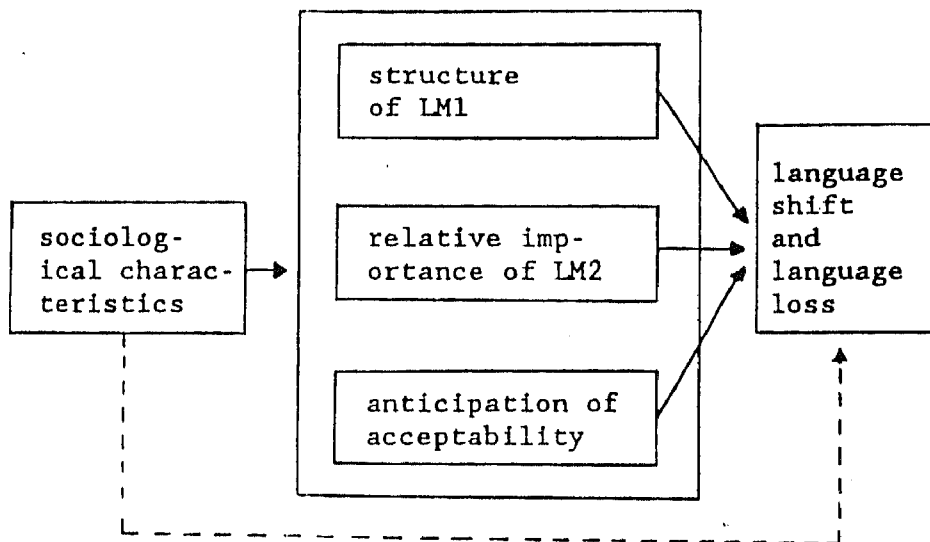 sociolog-
ical charac-
teristics
structure
of LM1
relative imp-
ortance of LM2
anticipation of
acceptability
language
shift
and
language
loss